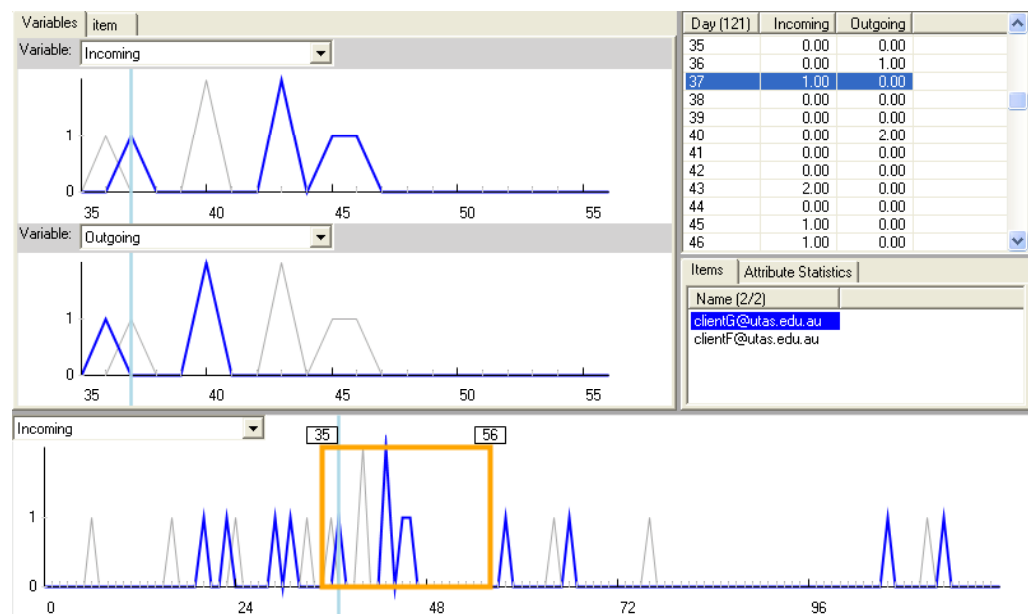 Variables item
Variable: Incoming
1
0
35 40 45 50 55
Variable: Outgoing
1
0
35 40 45 50 55
Day (121) Incoming Outgoing
35 0.00 0.00
36 0.00 1.00
37 1.00 0.00
38 0.00 0.00
39 0.00 0.00
40 0.00 2.00
41 0.00 0.00
42 0.00 0.00
43 2.00 0.00
44 0.00 0.00
45 1.00 0.00
46 1.00 0.00
Items Attribute Statistics
Name (2/2)
clientG@utas.edu.au
clientF@utas.edu.au
Incoming
35 56
1
0
0 24 48 72 96